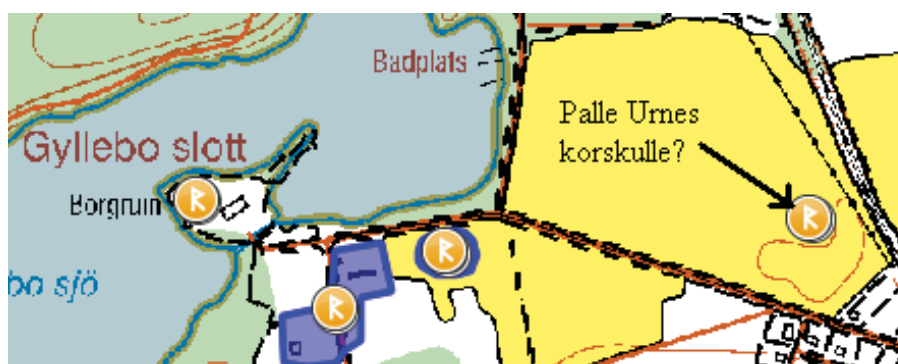 Badplats
Palle Urnes
korskulle?
Gyllebo slott
Borgruin
bo sjö
R
R
R
R